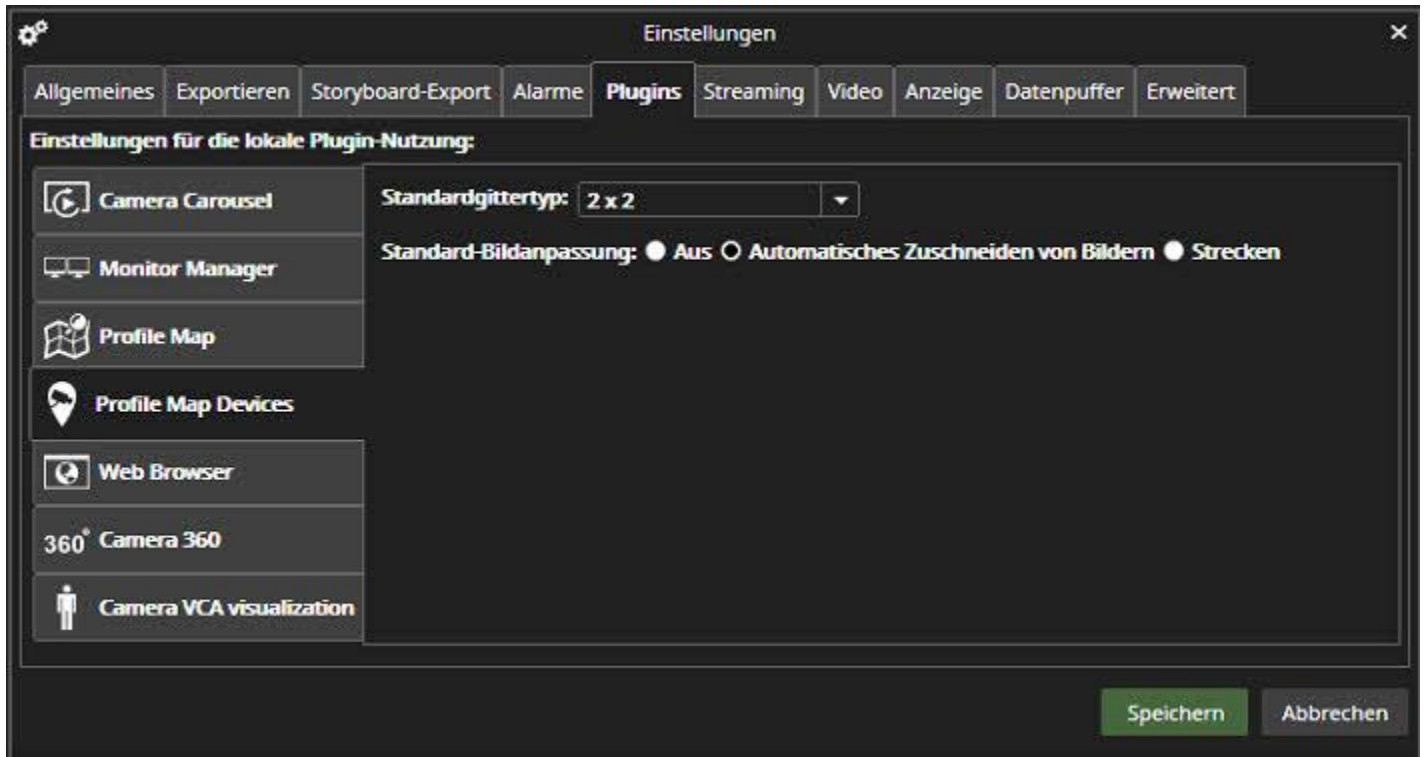 Einstellungen
Allgemeines Exportieren Storyboard-Export Alarme Plugins Streaming Video Anzeige Datenpuffer Erweitert
Einstellungen für die lokale Plugin-Nutzung:
Camera Carousel
Monitor Manager
Profile Map
Profile Map Devices
Web Browser
360° Camera 360
Camera VCA visualization
Standardgittertyp: 2 x 2
Standard-Bildanpassung: Aus Automatisches Zuschneiden von Bildern Strecken
Speichern Abbrechen